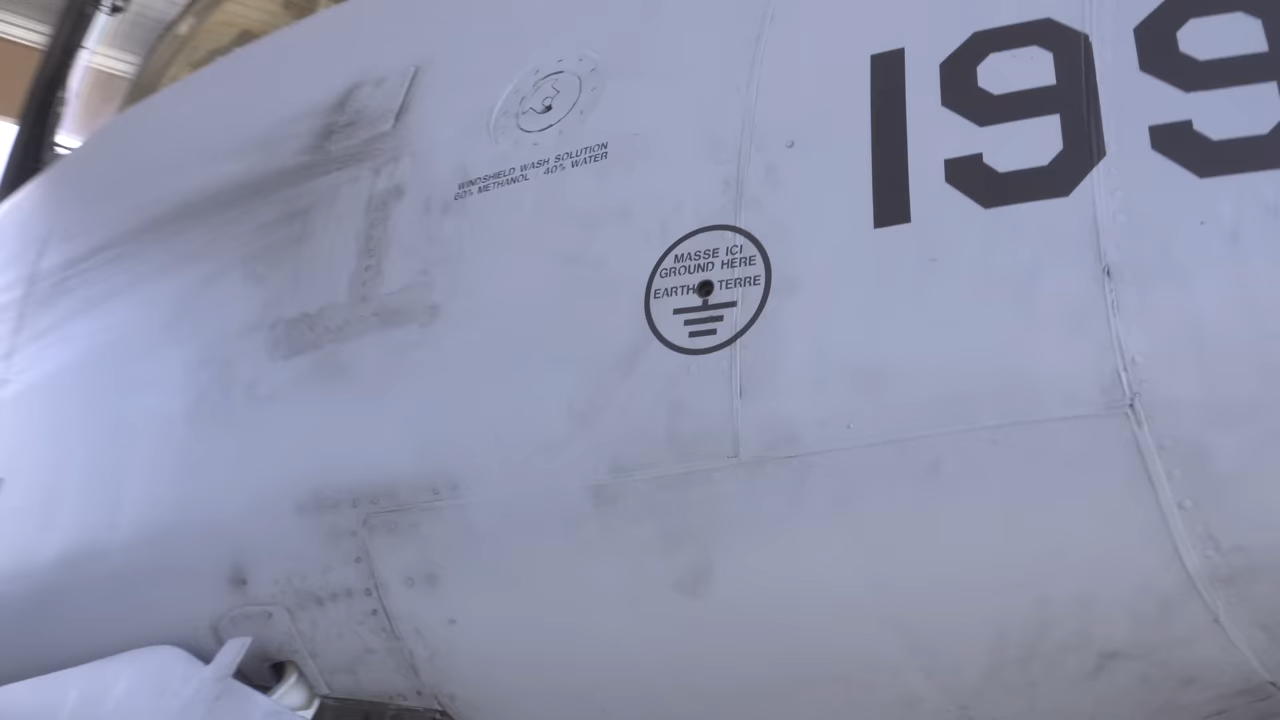 199
WINDSHIELD WASH SOLUTION
60% METHANOL 40% WATER
MASSE ICI
GROUND HERE
EARTH TERRE